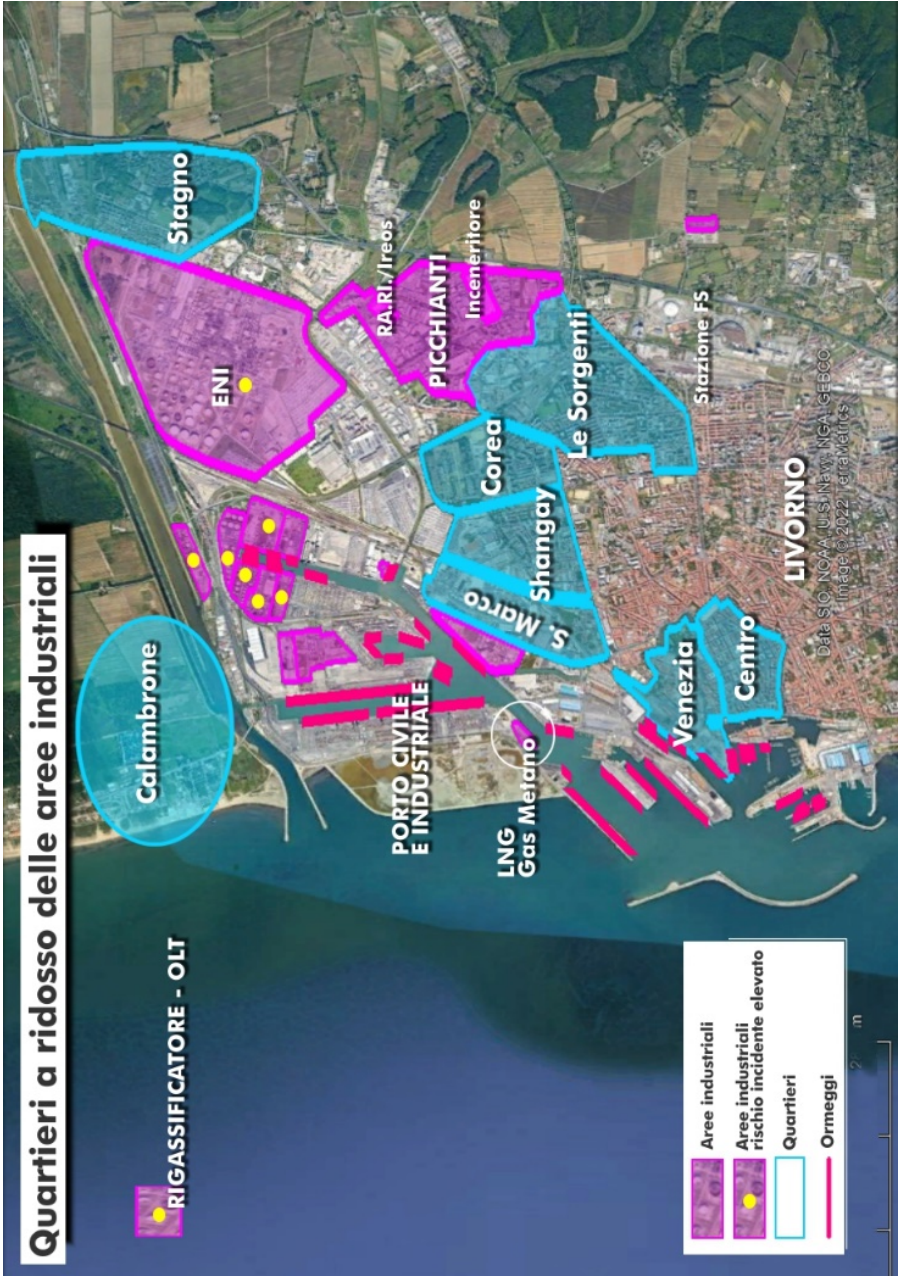 Quartieri a ridosso delle aree industriali
RIGASSIFICATORE - OLT
Calambrone
Stagno
ENI
RA.RI./Ireos
PICCHIANTI
Inceneritore
PORTO CIVILE
E INDUSTRIALE
Corea
Le Sorgenti
Shangay
S. Marco
LNG
Gas Metano
Stazione FS
Venezia
Centro
LIVORNO
Data SIO, NOAA, U.S. Navy, NGA, GEBCO
Image © 2022 TerraMetrics
Aree industriali
Aree industriali
rischio incidente elevato
Quartieri
Ormeggi